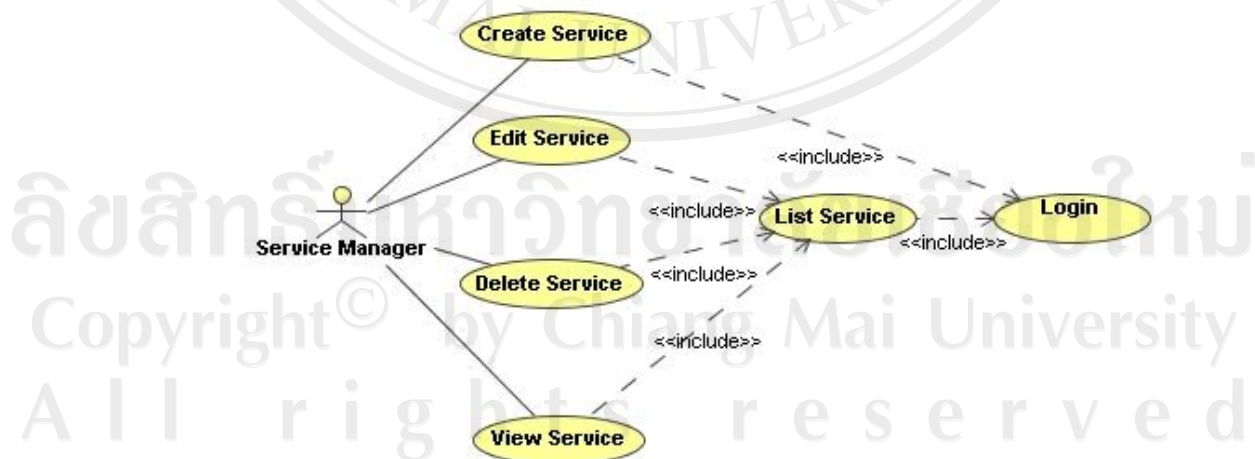 MAI UNIVER
Create Service
Edit Service
<<include>>
ลิขสิทธิ์มหาวิทยาลัยเชียงใหม่
<<include>>
List Service
Login
Service Manager
<<include>>
Delete Service
<<include>>
Copyright© by Chiang Mai University
<<include>>
All rights reserved
View Service